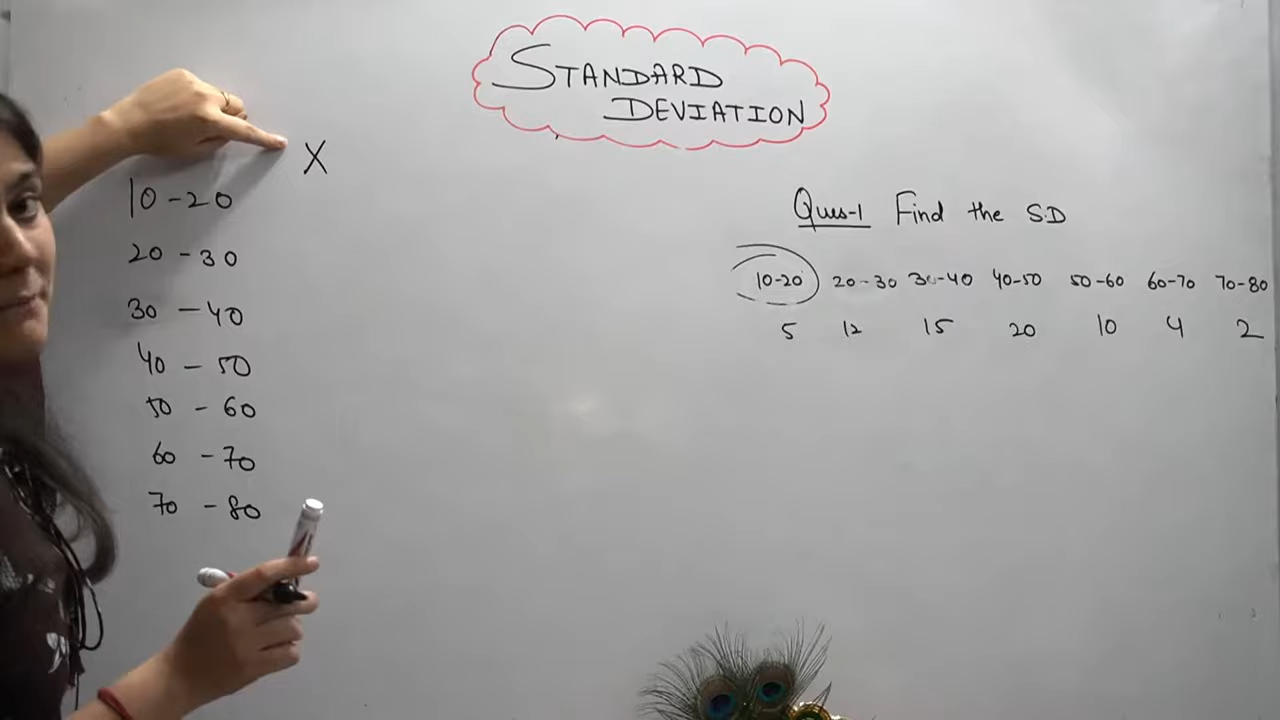 STANDARD
DEVIATION
X
10-20
20-30
30-40
40-50
50-60
60-70
70-80
Ques-1 Find the SD
10-20 20-30 30-40 40-50 50-60 60-70 70-80
5 12 15 20 10 4 2